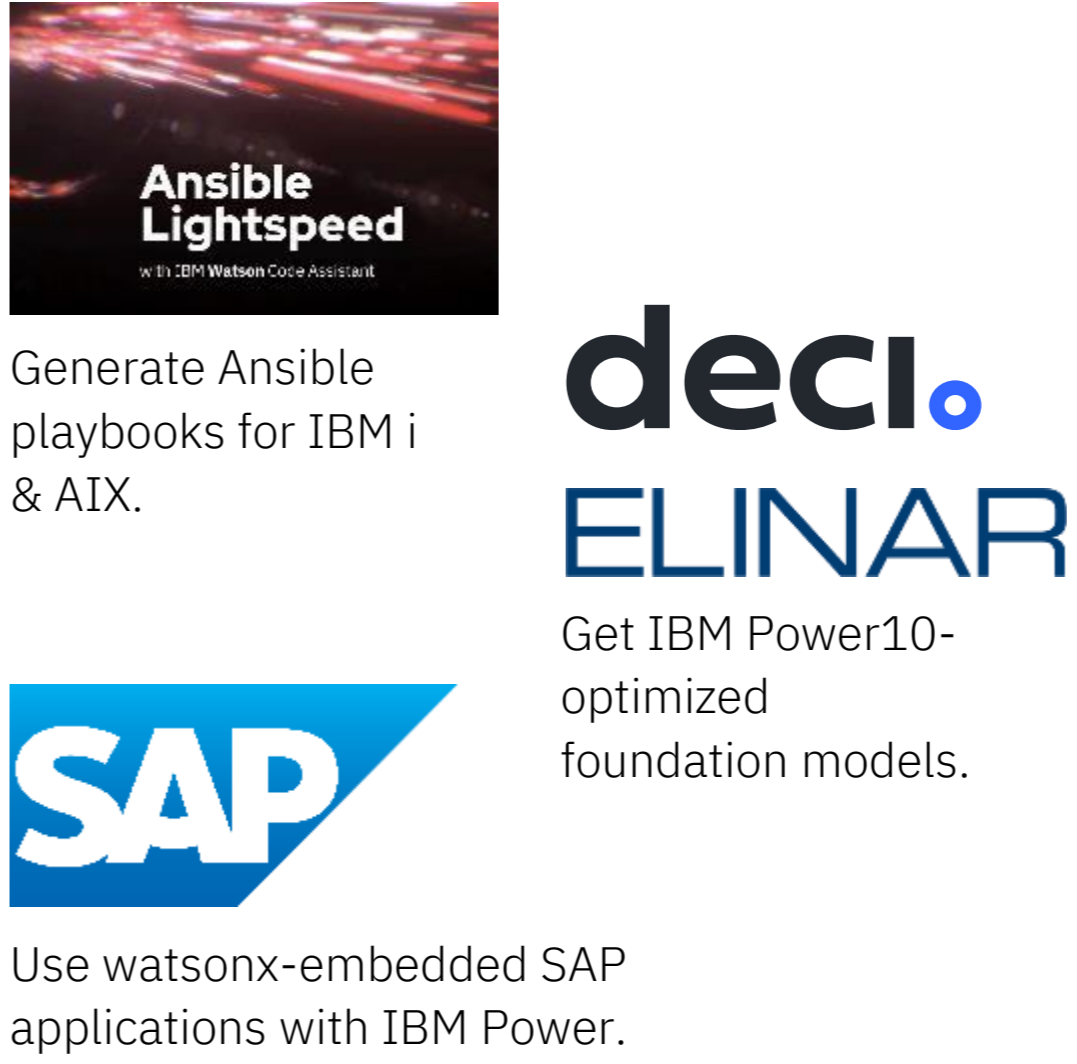 Ansible
Lightspeed
with IBM Watson Code Assistant
Generate Ansible
playbooks for IBM i
& AIX.
deci.
ELINAR
Get IBM Power10-
optimized
foundation models.
SAP
Use watsonx-embedded SAP
applications with IBM Power.